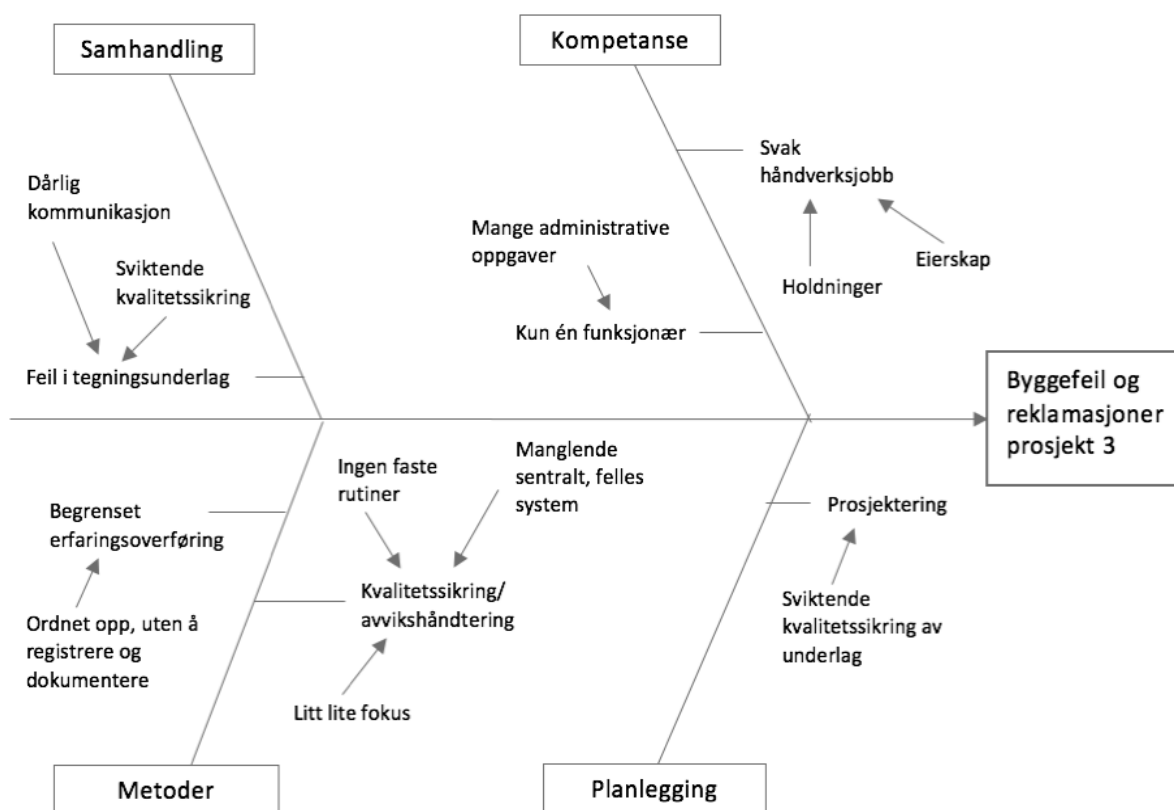 Samhandling
Kompetanse
Dårlig
kommunikasjon
Sviktende
kvalitetssikring
Feil i tegningsunderlag
Svak
håndverksjobb
Mange administrative
oppgaver
Holdninger
Eierskap
Kun én funksjonær
Byggefeil og
reklamasjoner
prosjekt 3
Begrenset
erfaringsoverføring
Ordnet opp, uten å
registrere og
dokumentere
Ingen faste
rutiner
Manglende
sentralt, felles
system
Kvalitetssikring/
avvikshåndtering
Litt lite fokus
Prosjektering
Sviktende
kvalitetssikring av
underlag
Metoder
Planlegging